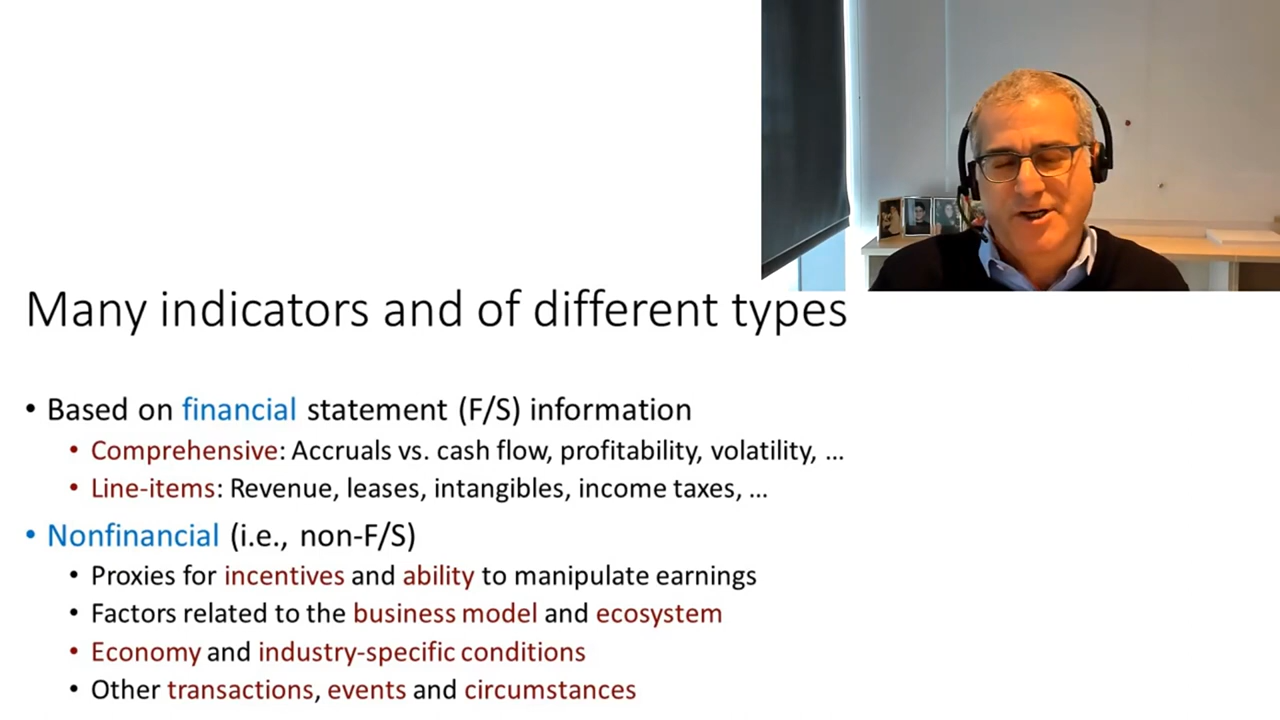 Many indicators and of different types
• Based on financial statement (F/S) information
• Comprehensive: Accruals vs. cash flow, profitability, volatility, ...
• Line-items: Revenue, leases, intangibles, income taxes, ...
• Nonfinancial (i.e., non-F/S)
• Proxies for incentives and ability to manipulate earnings
• Factors related to the business model and ecosystem
• Economy and industry-specific conditions
• Other transactions, events and circumstances